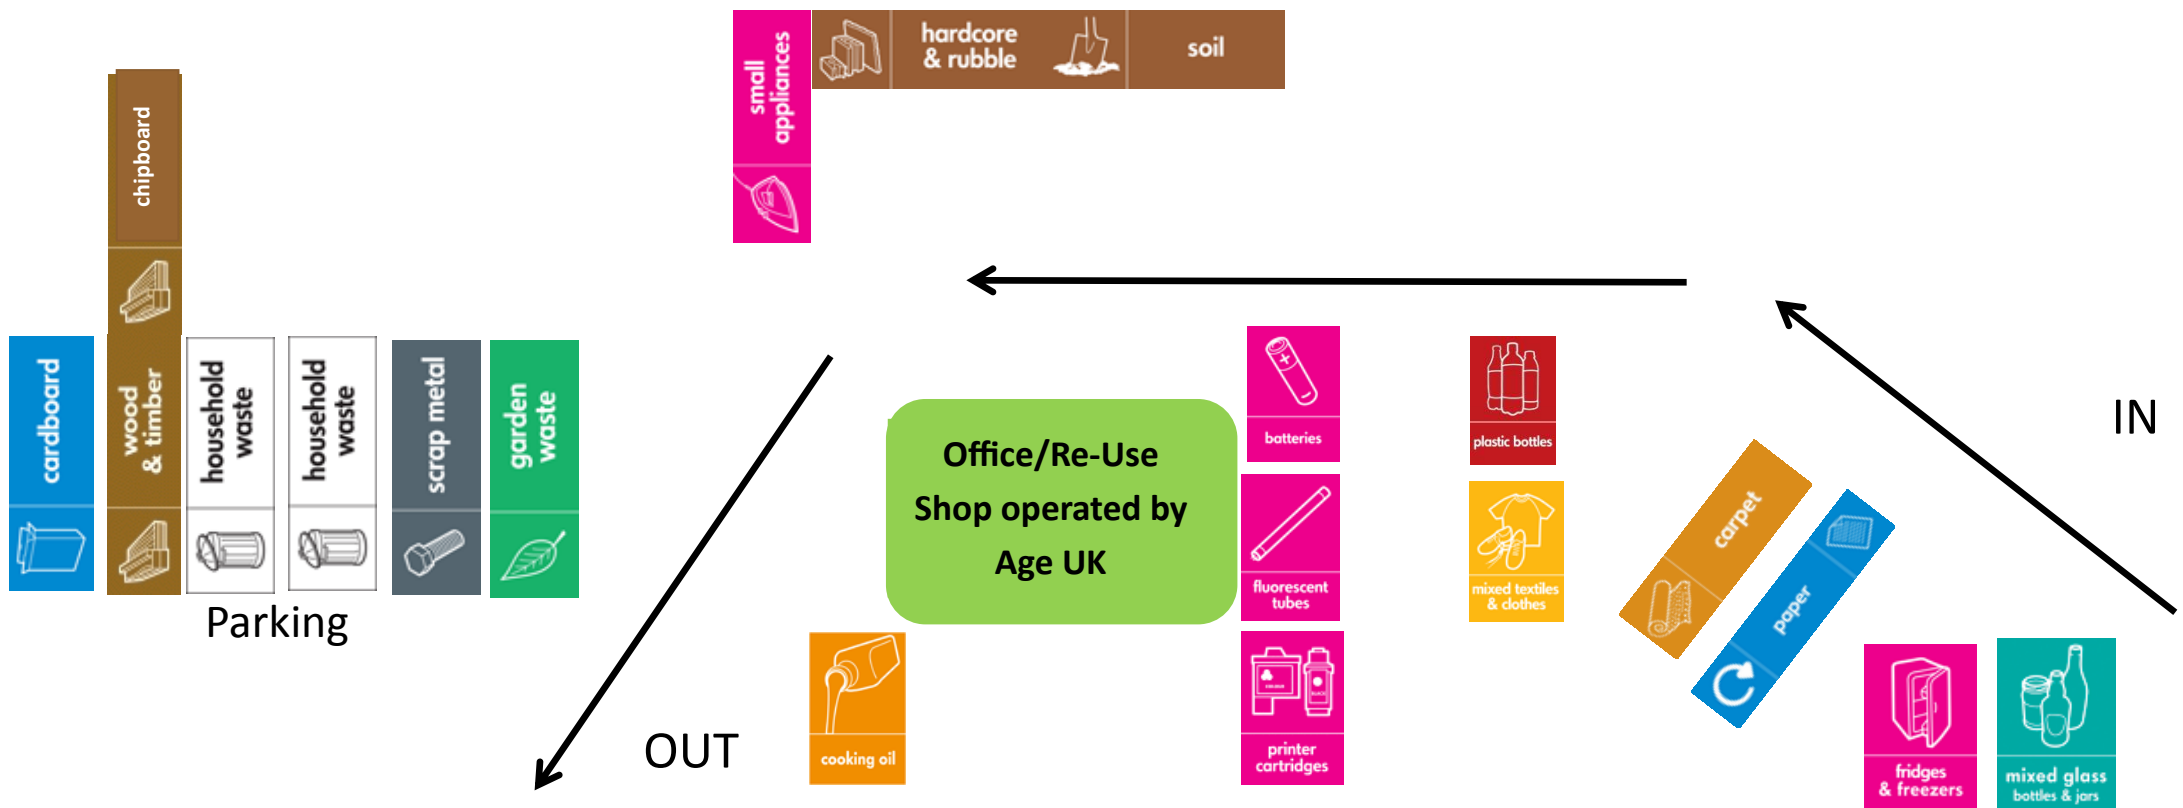 small
appliances
hardcore
& rubble
soil
chipboard
cardboard
wood
& timber
household
waste
household
waste
scrap metal
garden
waste
Parking
Office/Re-Use
Shop operated by
Age UK
batteries
fluorescent
tubes
printer
cartridges
plastic bottles
mixed textiles
& clothes
carpet
paper
IN
OUT
cooking oil
fridges
& freezers
mixed glass
bottles & jars